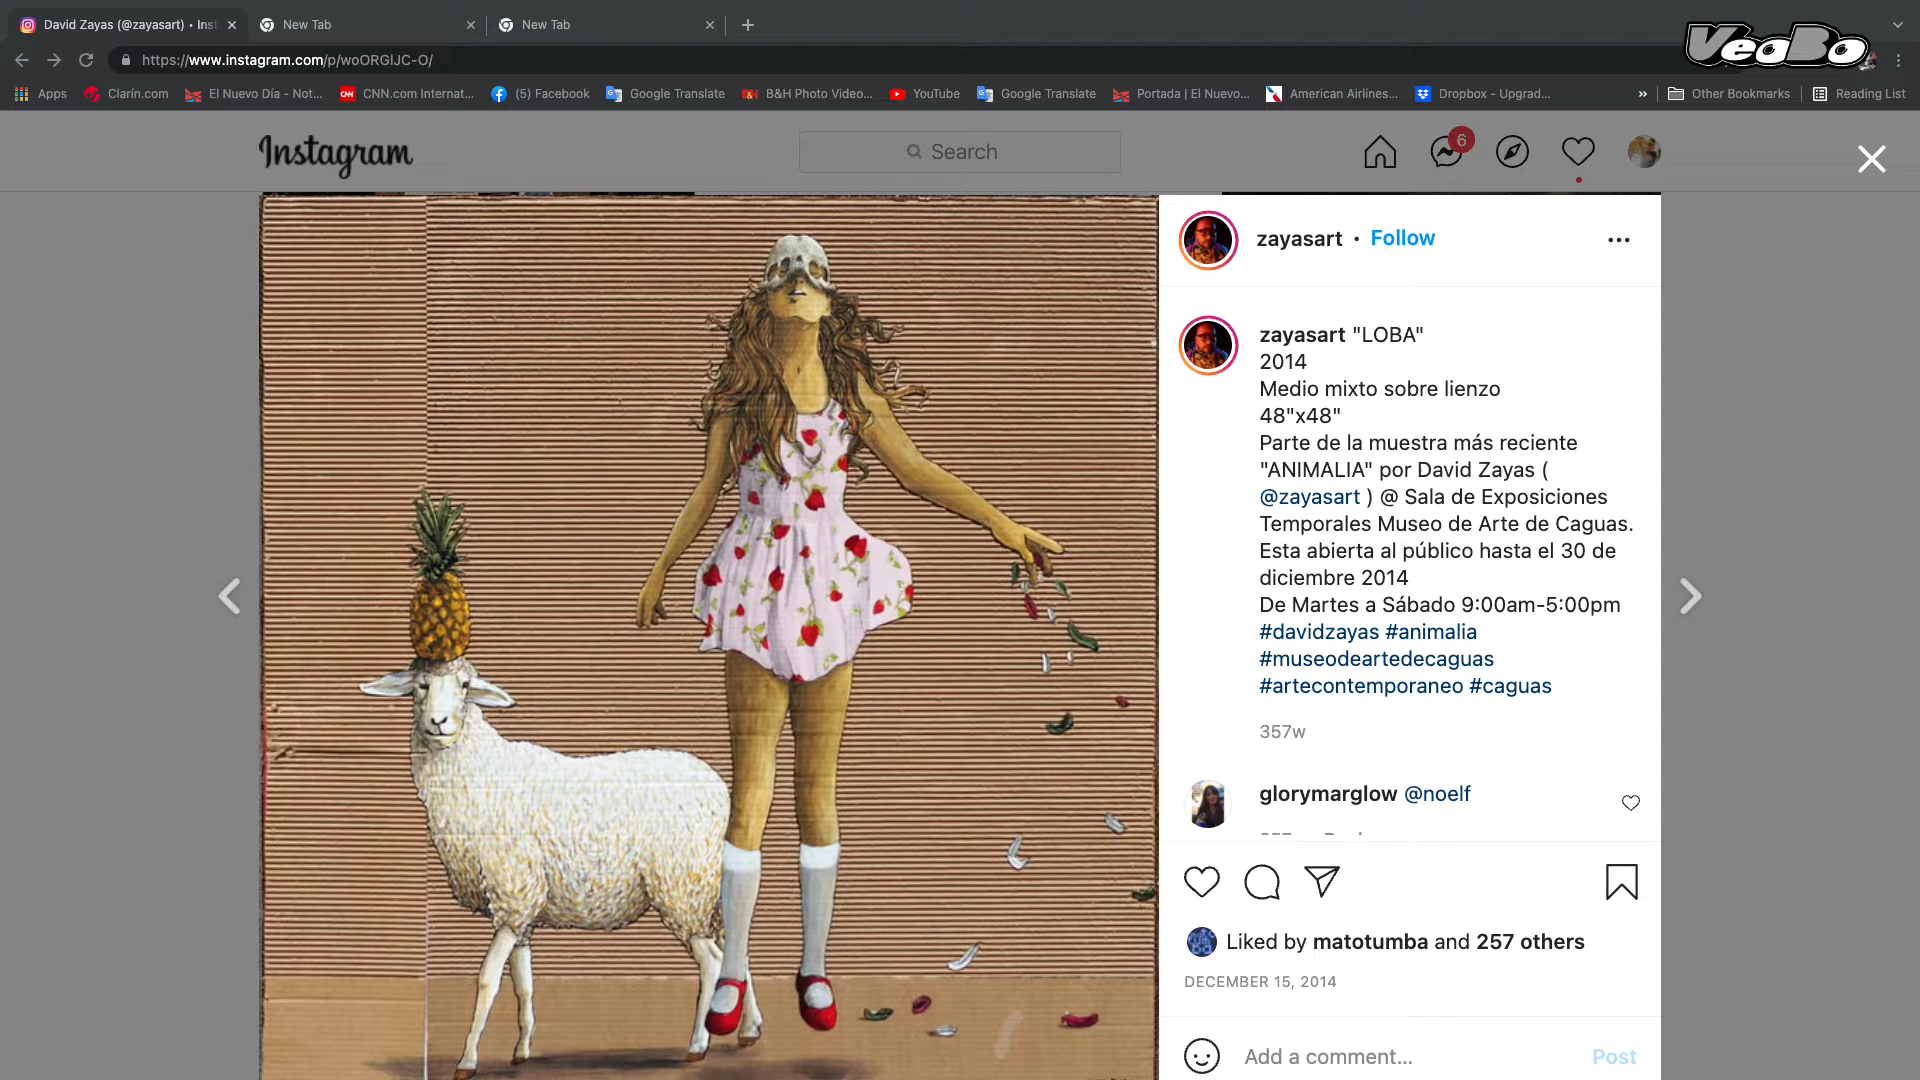 David Zayas (@zayasart) • Inst
New Tab
New Tab
VeoBo
https://www.instagram.com/p/woORGlJC-O/
Apps
Clarín.com
El Nuevo Día - Not...
CNN.com Internat...
(5) Facebook
Google Translate
B&H Photo Video...
YouTube
Google Translate
Portada | El Nuevo...
American Airlines...
Dropbox - Upgrad...
»
Other Bookmarks
Reading List
Instagram
Search
6
zayasart • Follow
zayasart "LOBA"
2014
Medio mixto sobre lienzo
48"x48"
Parte de la muestra más reciente
"ANIMALIA" por David Zayas (
@zayasart ) @ Sala de Exposiciones
Temporales Museo de Arte de Caguas.
Esta abierta al público hasta el 30 de
diciembre 2014
De Martes a Sábado 9:00am-5:00pm
#davidzayas #animalia
#museodeartedecaguas
#artecontemporaneo #caguas
357w
glorymarglow @noelf
Liked by matotumba and 257 others
DECEMBER 15, 2014
Add a comment...
Post